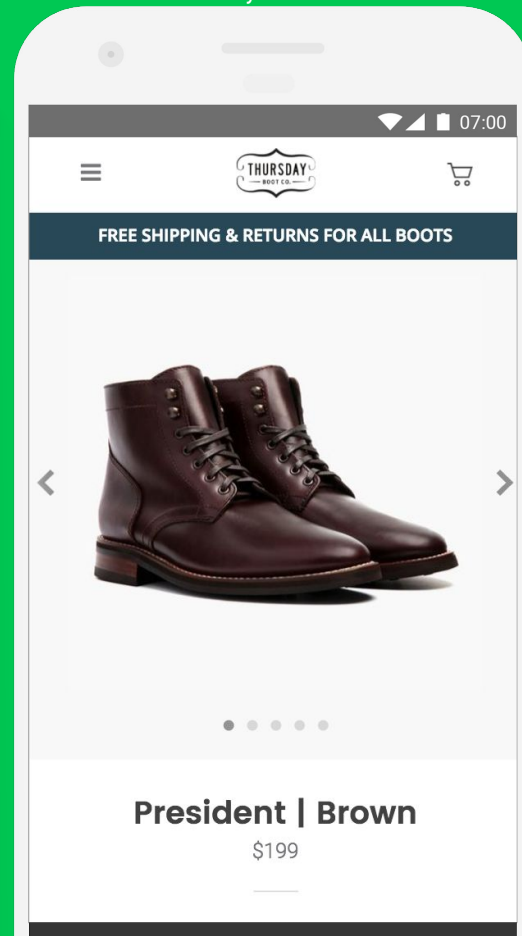 07:00
THURSDAY
BOOT CO.
FREE SHIPPING & RETURNS FOR ALL BOOTS
President | Brown
$199